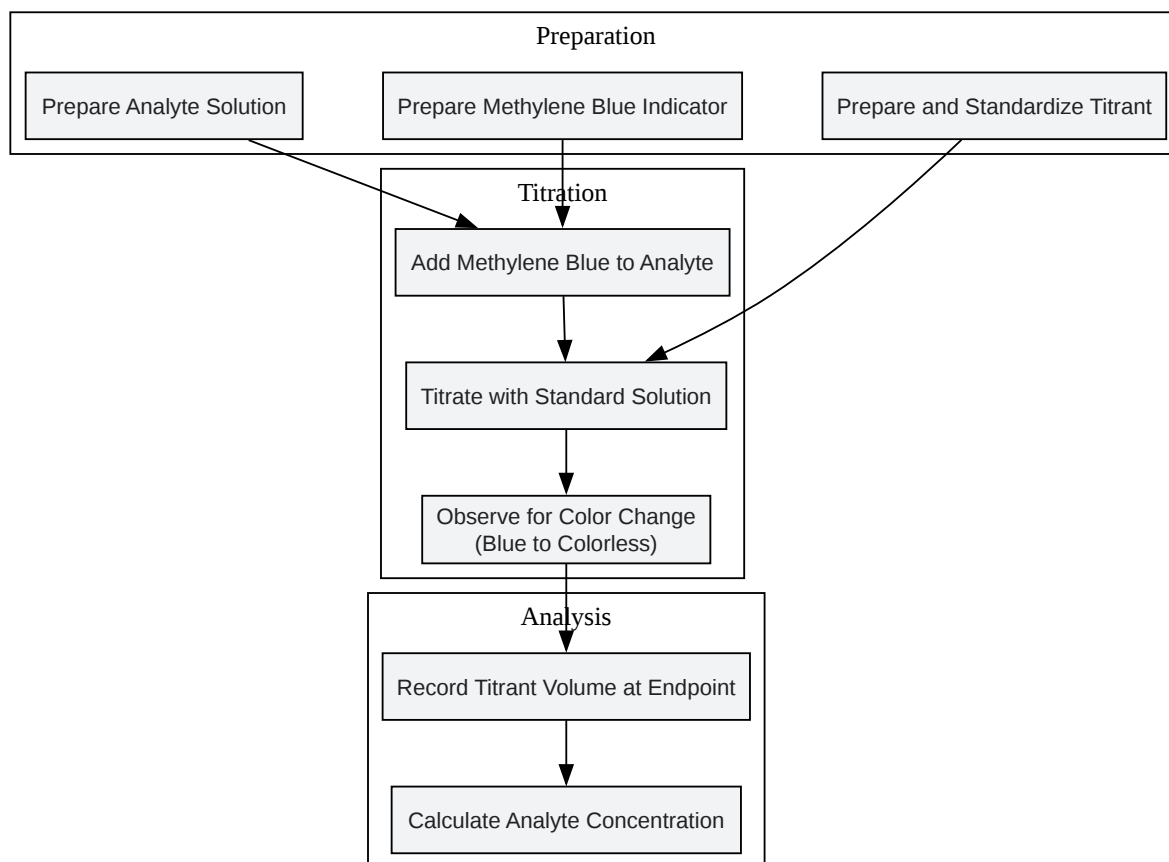 Preparation
Prepare Analyte Solution
Prepare Methylene Blue Indicator
Prepare and Standardize Titrant
Titration
Add Methylene Blue to Analyte
Titrate with Standard Solution
Observe for Color Change
(Blue to Colorless)
Analysis
Record Titrant Volume at Endpoint
Calculate Analyte Concentration